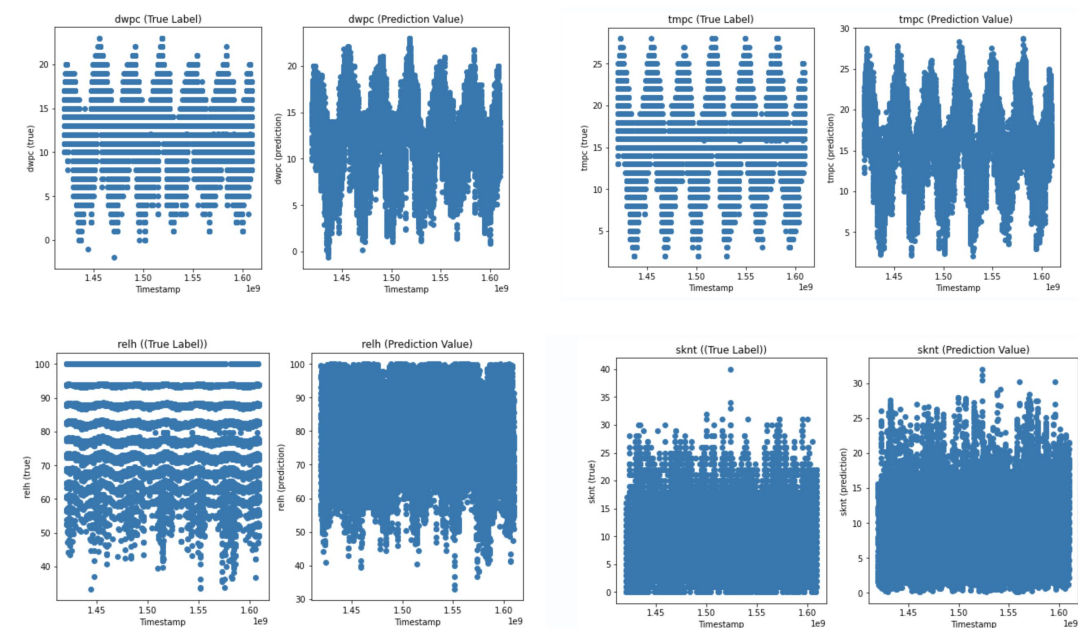 dwpc (True Label)
dwpc (Prediction Value)
tmpc (True Label)
tmpc (Prediction Value)
dwpc (true)
20
15
10
5
0
1.45
1.50
1.55
1.60
Timestamp
1e9
dwpc (prediction)
20
15
10
5
0
1.45
1.50
1.55
1.60
Timestamp
1e9
tmpc (true)
25
20
15
10
5
1.45
1.50
1.55
1.60
Timestamp
1e9
tmpc (prediction)
30
25
20
15
10
5
1.45
1.50
1.55
1.60
Timestamp
1e9
relh ((True Label))
relh (Prediction Value)
sknt ((True Label))
sknt (Prediction Value)
relh (true)
100
90
80
70
60
50
40
1.45
1.50
1.55
1.60
Timestamp
1e9
relh (prediction)
100
90
80
70
60
50
40
30
1.45
1.50
1.55
1.60
Timestamp
1e9
sknt (true)
40
35
30
25
20
15
10
5
0
1.45
1.50
1.55
1.60
Timestamp
1e9
sknt (prediction)
30
25
20
15
10
5
0
1.45
1.50
1.55
1.60
Timestamp
1e9